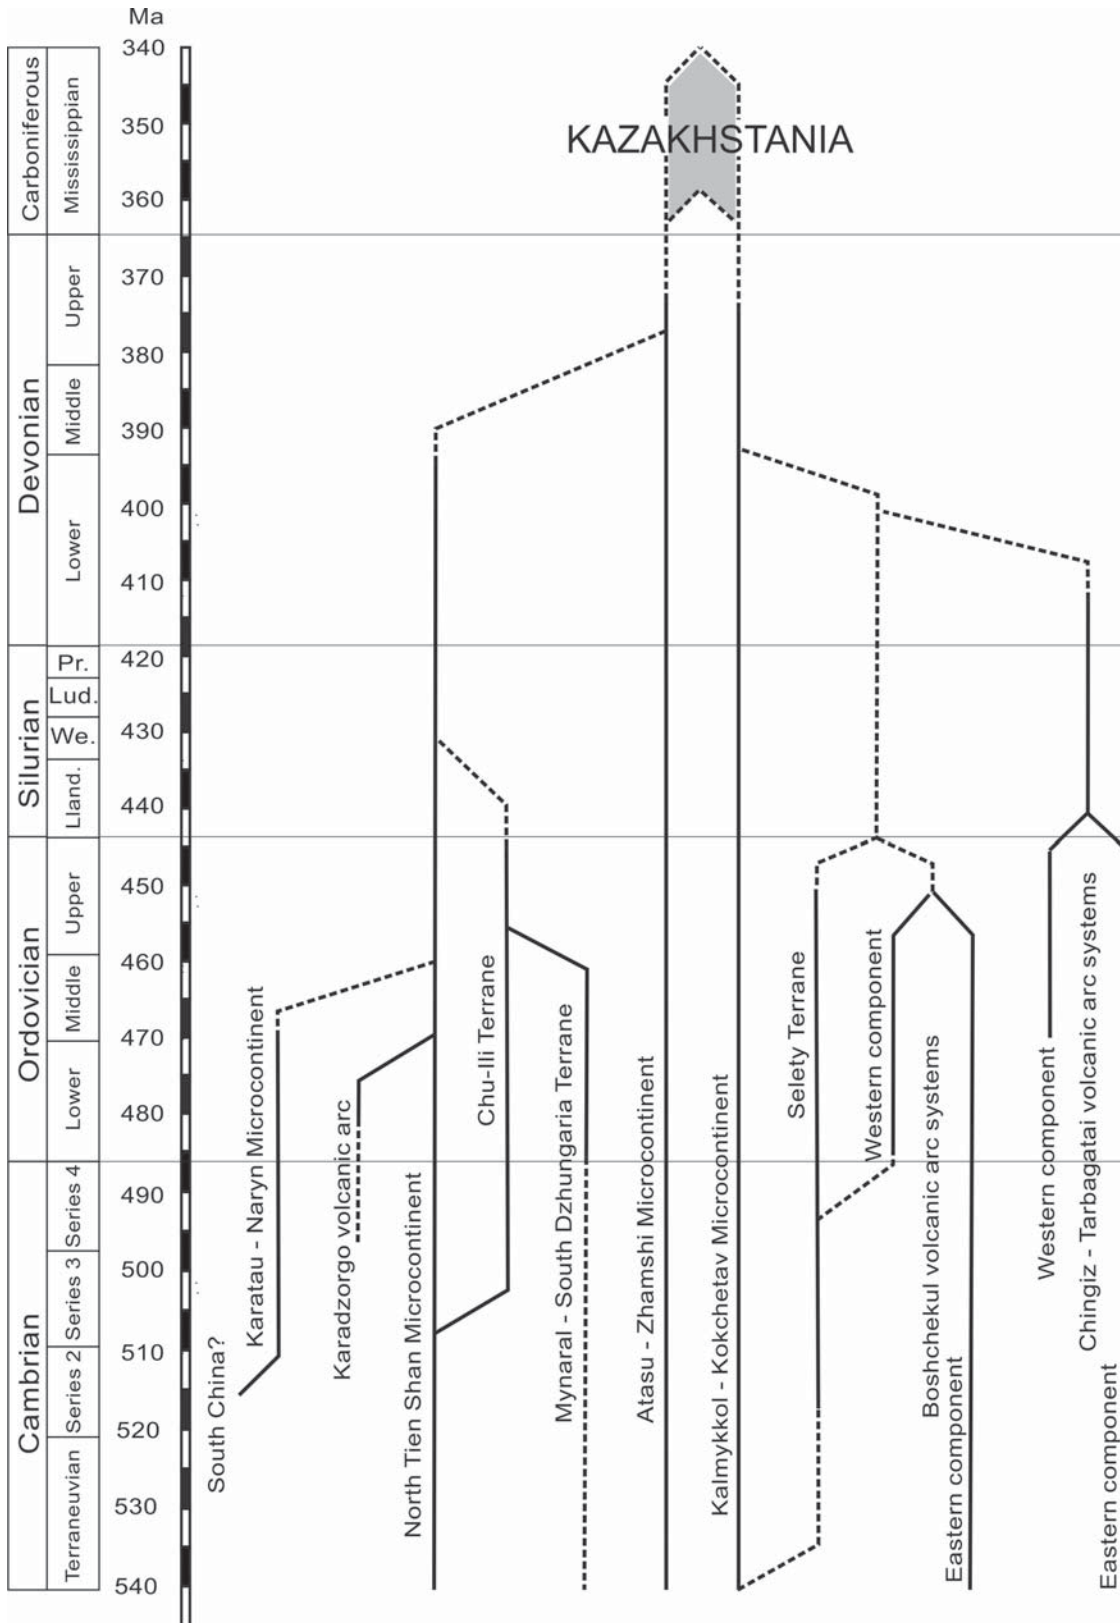 Ma
340
350
360
370
380
390
400
410
420
430
440
450
460
470
480
490
500
510
520
530
540
Carboniferous
Mississippian
Devonian
Upper
Middle
Lower
Silurian
Pr.
Lud.
We.
Lland.
Ordovician
Upper
Middle
Lower
Cambrian
Series 4
Series 3
Series 2
Terraneuvian
KAZAKHSTANIA
South China?
Karatau - Naryn Microcontinent
Karadzorgo volcanic arc
North Tien Shan Microcontinent
Chu-Ili Terrane
Mynaral - South Dzhungaria Terrane
Atasu - Zhamshi Microcontinent
Kalmykkol - Kokchetav Microcontinent
Selety Terrane
Western component
Boshchekul volcanic arc systems
Eastern component
Western component
Chingiz - Tarbagatai volcanic arc systems
Eastern component